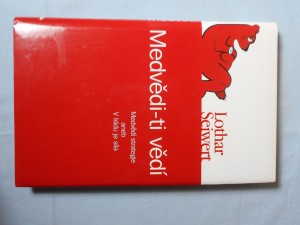 Lothar
Seiwert
Medvědi-ti vědí
Medvědí strategie
aneb
V klidu je síla